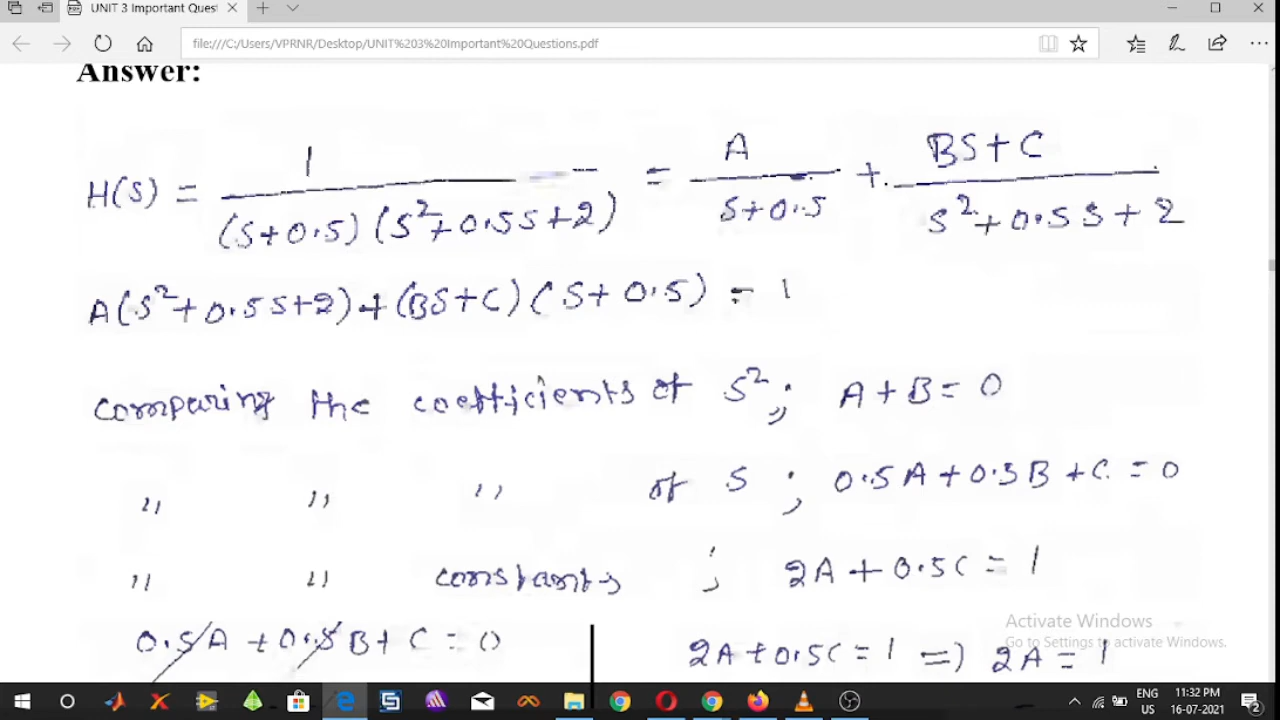 UNIT 3 Important Quest
file:///C:/Users/VPRNR/Desktop/UNIT%203%20Important%20Questions.pdf
Answer:
H(S) = 1 / (S+0.5) (S²+0.5S+2) = A / S+0.5 + BS+C / S²+0.5S+2
A(S²+0.5S+2)+(BS+C)(S+0.5) = 1
comparing the coefficients of S² ; A+B=0
,, ,, ,, of S ; 0.5A+0.5B+C=0
,, ,, constants ; 2A+0.5C=1
0.5A+0.5B+C=0
2A+0.5C=1 => 2A=1
Activate Windows
Go to Settings to activate Windows.
ENG 11:32 PM
US 16-07-2021
2